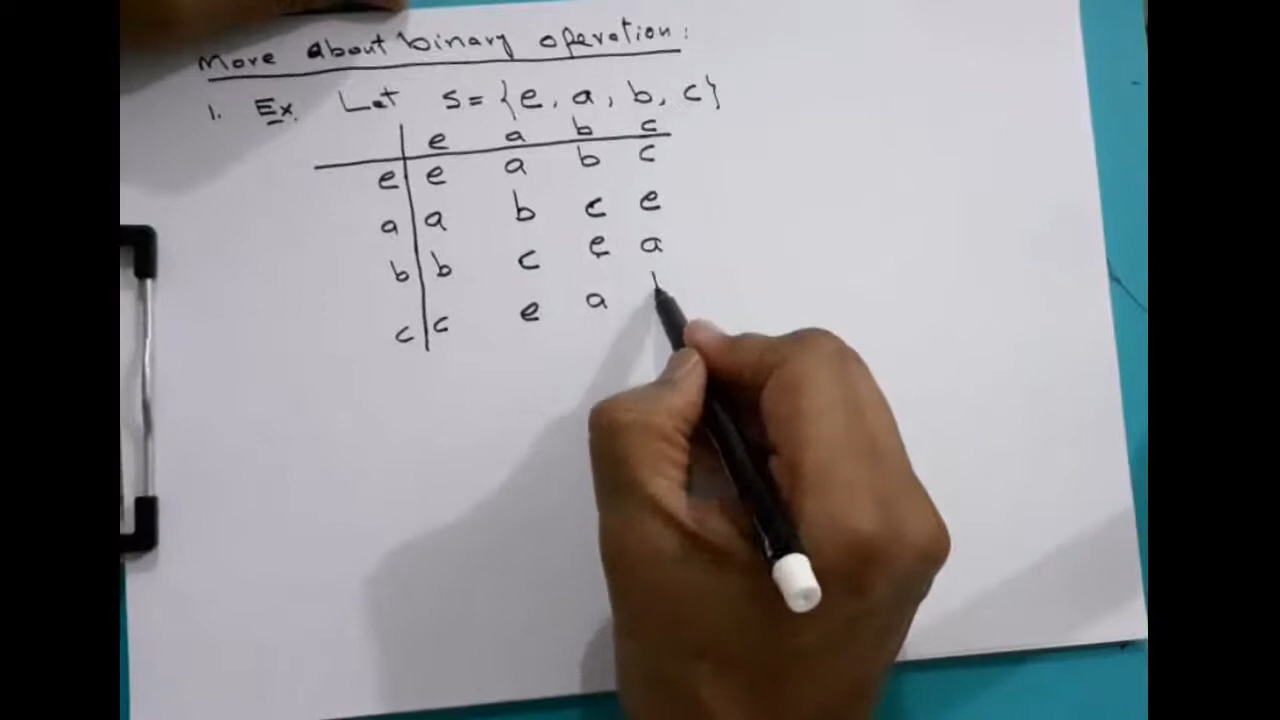 More about binary operation:
1. Ex. Let S = {e, a, b, c}
e a b c
e e a b c
a a b c e
b b c e a
c c e a